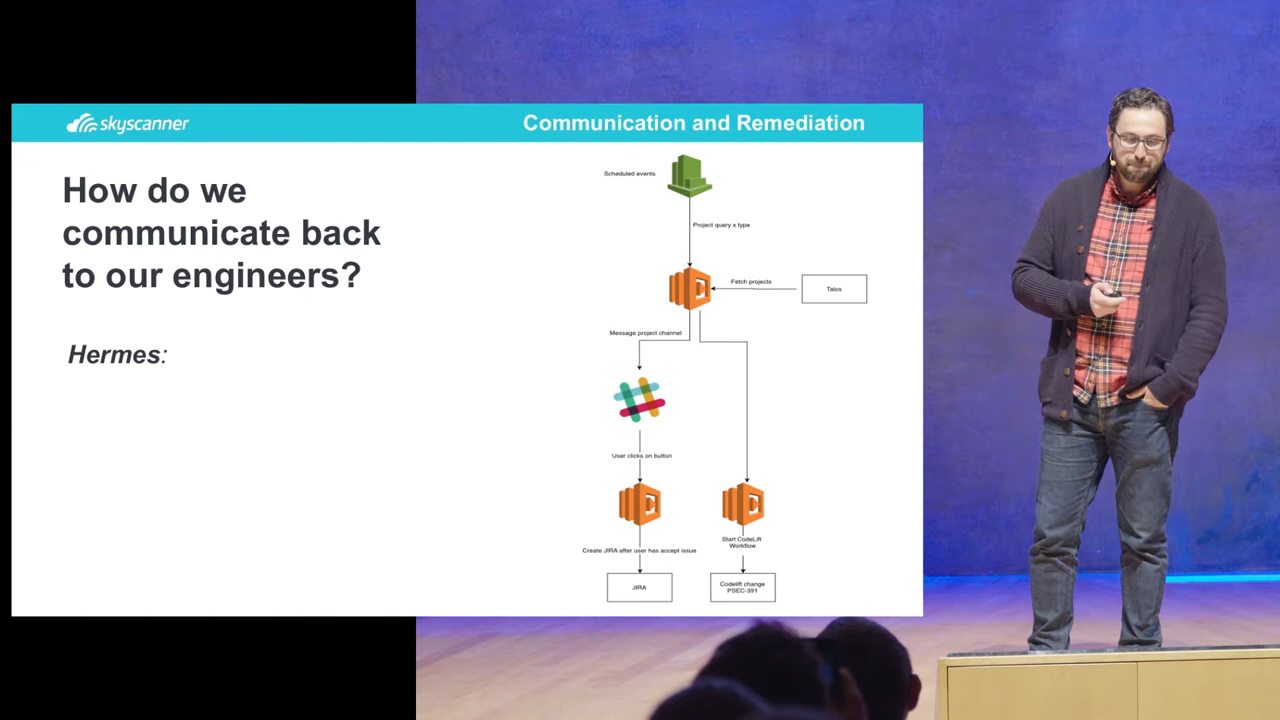 skyscanner
Communication and Remediation
How do we
communicate back
to our engineers?
Hermes:
Scheduled events
Project query x type
Fetch projects
Talos
Message project channel
User clicks on button
Create JIRA after user has accept issue
JIRA
Start CodeLift
Workflow
Codelift change
PSEC-391